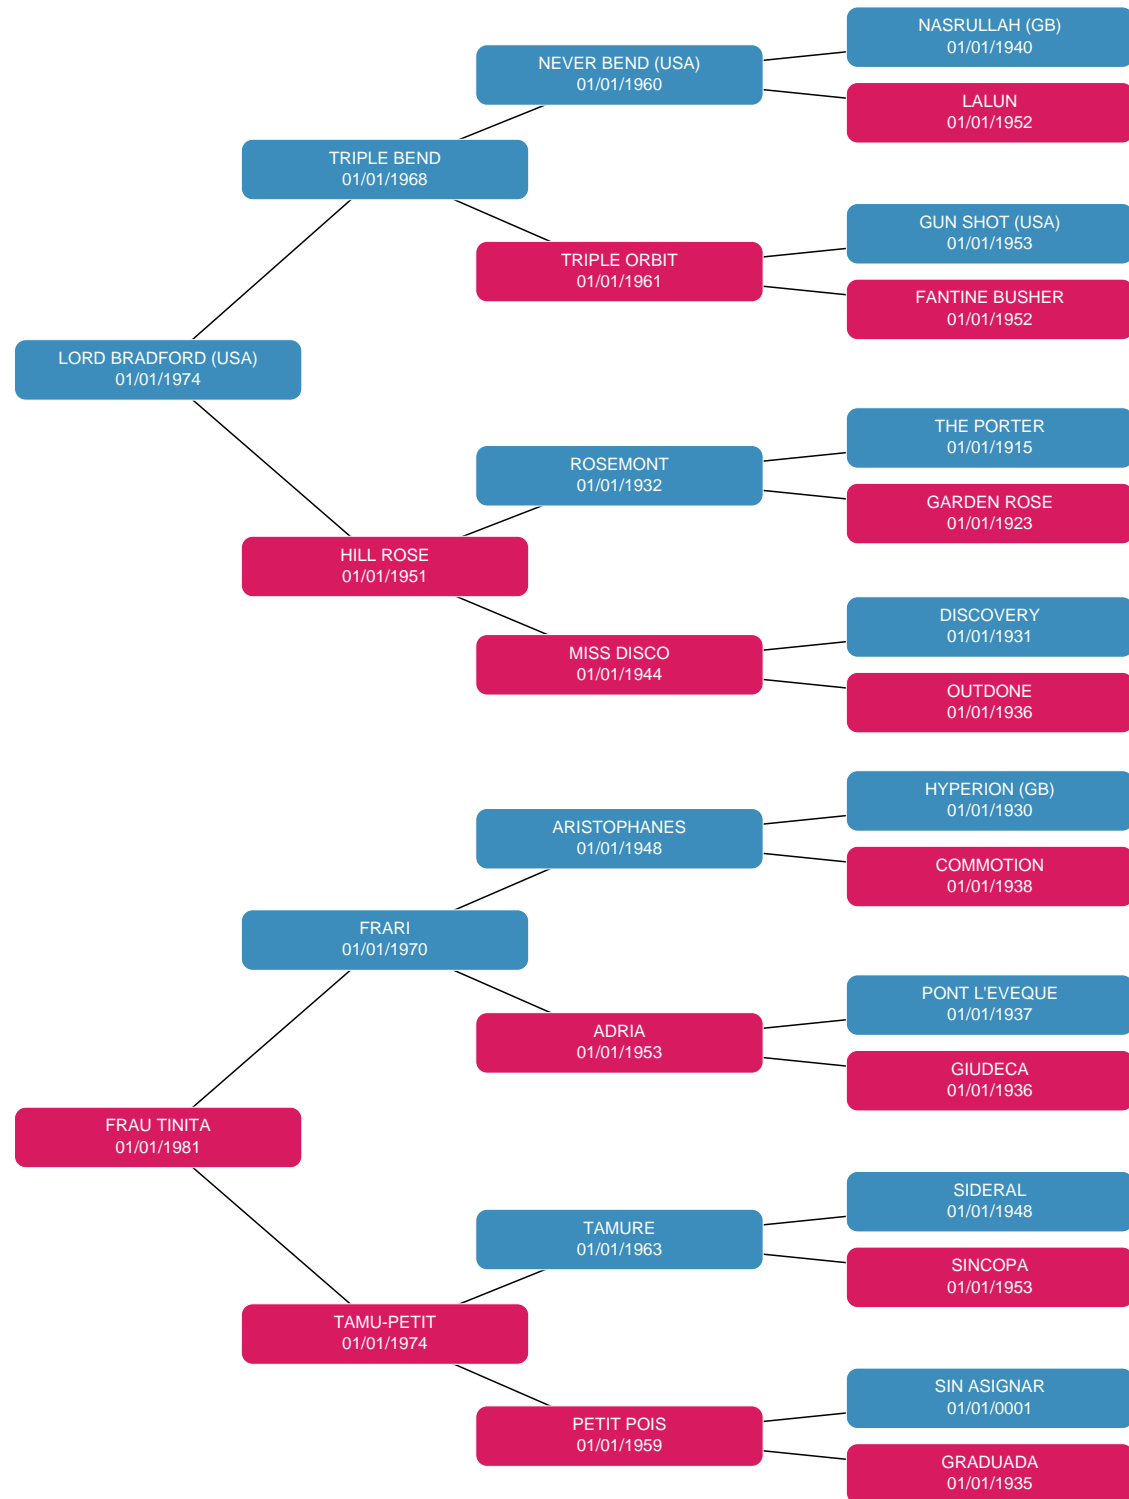 NASRULLAH (GB)
01/01/1940
NEVER BEND (USA)
01/01/1960
LALUN
01/01/1952
TRIPLE BEND
01/01/1968
GUN SHOT (USA)
01/01/1953
TRIPLE ORBIT
01/01/1961
FANTINE BUSHER
01/01/1952
LORD BRADFORD (USA)
01/01/1974
THE PORTER
01/01/1915
ROSEMONT
01/01/1932
GARDEN ROSE
01/01/1923
HILL ROSE
01/01/1951
DISCOVERY
01/01/1931
MISS DISCO
01/01/1944
OUTDONE
01/01/1936
HYPERION (GB)
01/01/1930
ARISTOPHANES
01/01/1948
COMMOTION
01/01/1938
FRARI
01/01/1970
PONT L'EVEQUE
01/01/1937
ADRIA
01/01/1953
GIUDECA
01/01/1936
FRAU TINITA
01/01/1981
SIDERAL
01/01/1948
TAMURE
01/01/1963
SINCOPA
01/01/1953
TAMU-PETIT
01/01/1974
SIN ASIGNAR
01/01/0001
PETIT POIS
01/01/1959
GRADUADA
01/01/1935